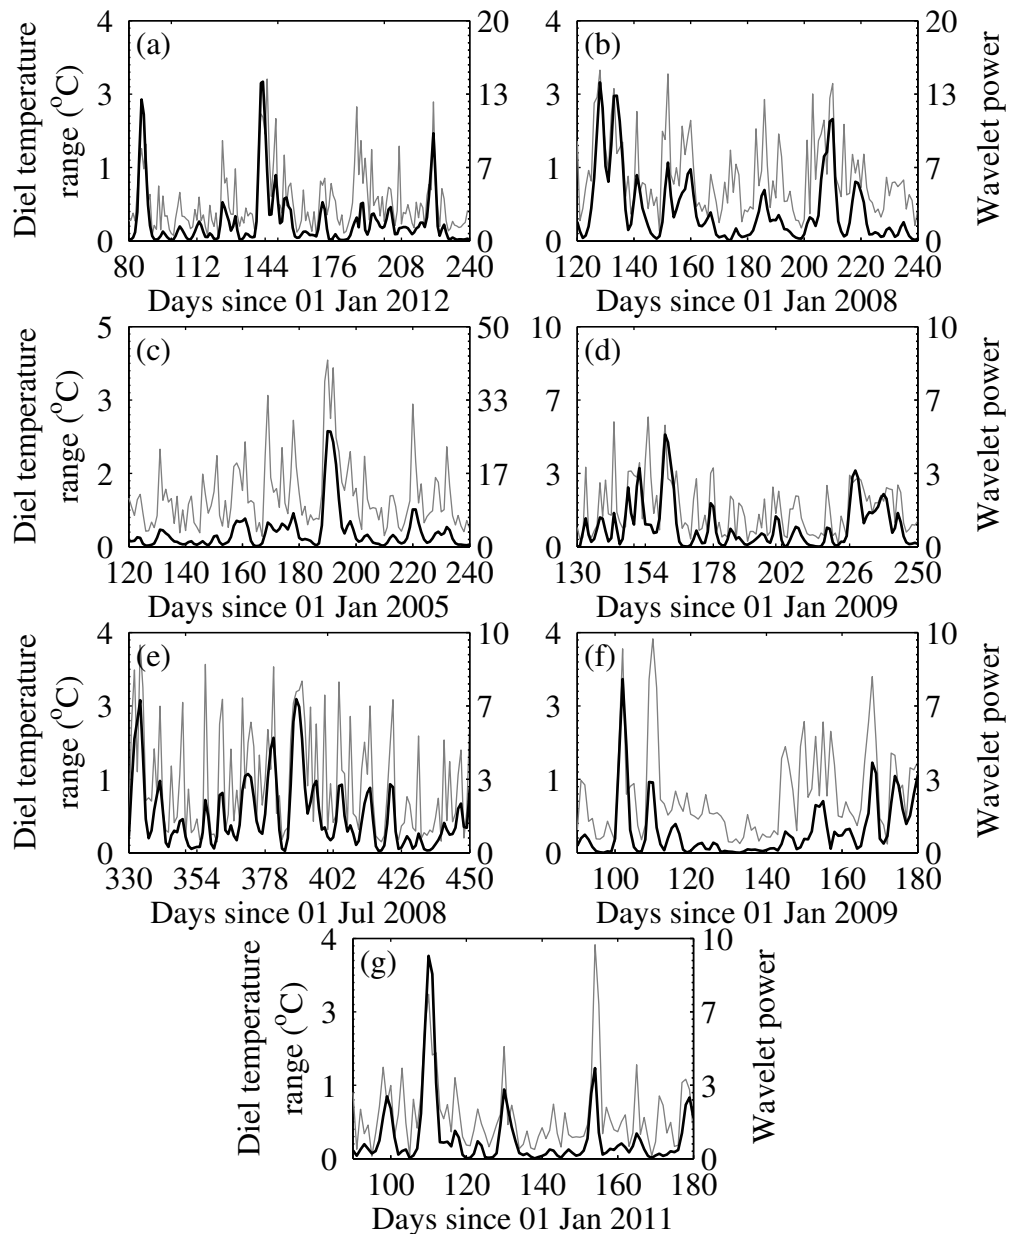 4 20
(a)
3 13
1 7
0 0
80 112 144 176 208 240
Days since 01 Jan 2012
Diel temperature
range (°C)
4 20
(b)
3 13
1 7
0 0
120 140 160 180 200 220 240
Days since 01 Jan 2008
Wavelet power
5 50
(c)
3 33
2 17
0 0
120 140 160 180 200 220 240
Days since 01 Jan 2005
Diel temperature
range (°C)
10 10
(d)
7 7
3 3
0 0
130 154 178 202 226 250
Days since 01 Jan 2009
Wavelet power
4 10
(e)
3 7
1 3
0 0
330 354 378 402 426 450
Days since 01 Jul 2008
Diel temperature
range (°C)
4 10
(f)
3 7
1 3
0 0
100 120 140 160 180
Days since 01 Jan 2009
Wavelet power
4 10
(g)
3 7
1 3
0 0
100 120 140 160 180
Days since 01 Jan 2011
Diel temperature
range (°C)
Wavelet power